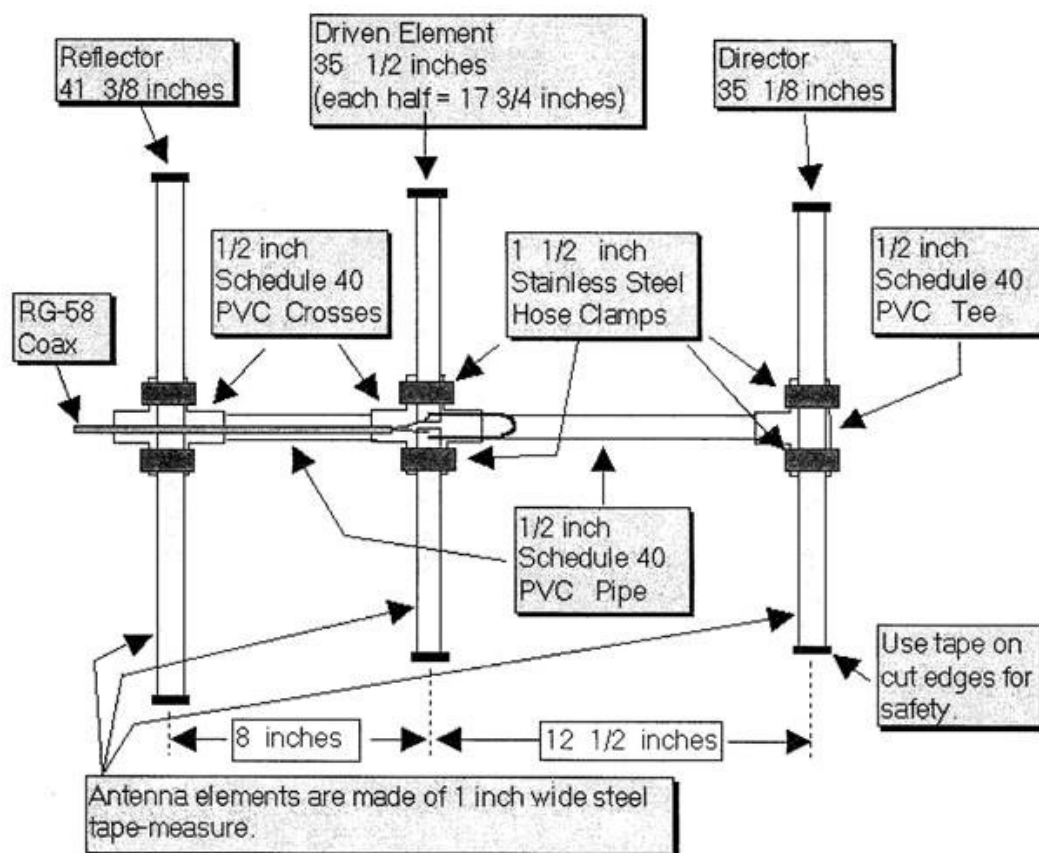 Reflector
41 3/8 inches
Driven Element
35 1/2 inches
(each half = 17 3/4 inches)
Director
35 1/8 inches
RG-58
Coax
1/2 inch
Schedule 40
PVC Crosses
1 1/2 inch
Stainless Steel
Hose Clamps
1/2 inch
Schedule 40
PVC Tee
1/2 inch
Schedule 40
PVC Pipe
Use tape on
cut edges for
safety.
8 inches
12 1/2 inches
Antenna elements are made of 1 inch wide steel
tape-measure.